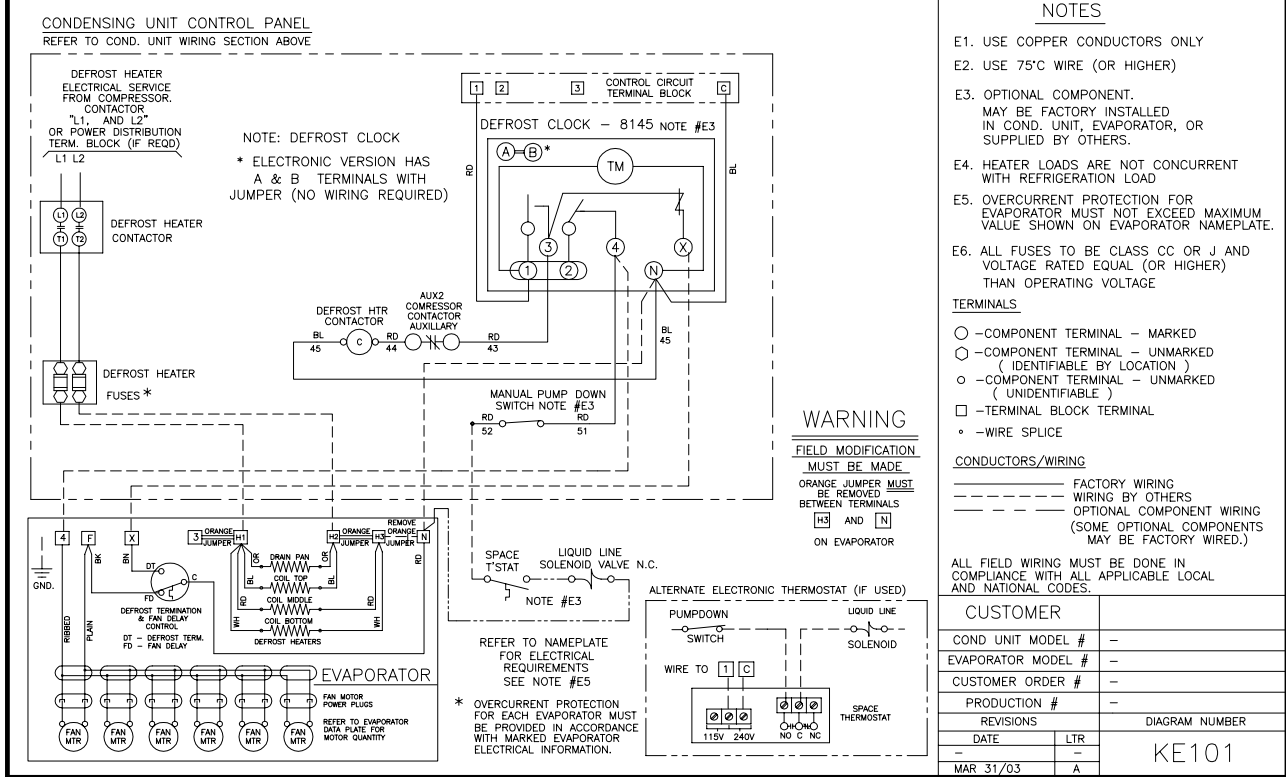 CONDENSING UNIT CONTROL PANEL
REFER TO COND. UNIT WIRING SECTION ABOVE
DEFROST HEATER
ELECTRICAL SERVICE
FROM COMPRESSOR.
CONTACTOR
"L1, AND L2"
OR POWER DISTRIBUTION
TERM. BLOCK (IF REQD)
L1 L2
L1 L2
T1 T2
DEFROST HEATER
CONTACTOR
DEFROST HEATER
FUSES *
NOTE: DEFROST CLOCK
* ELECTRONIC VERSION HAS
A & B TERMINALS WITH
JUMPER (NO WIRING REQUIRED)
1 2 3 CONTROL CIRCUIT
TERMINAL BLOCK C
DEFROST CLOCK – 8145 NOTE #E3
A B *
TM
RD
BL
3 4 X
1 2 N
DEFROST HTR
CONTACTOR
AUX2
COMRESSOR
CONTACTOR
AUXILLARY
BL
45
C
RD
44
RD
43
BL
45
MANUAL PUMP DOWN
SWITCH NOTE #E3
RD
52
RD
51
WARNING
FIELD MODIFICATION
MUST BE MADE
ORANGE JUMPER MUST
BE REMOVED
BETWEEN TERMINALS
H3 AND N
ON EVAPORATOR
4 F X 3 ORANGE JUMPER H1 H2 ORANGE JUMPER H3 REMOVE ORANGE JUMPER N
GND.
BK
BN
DT
C
FD
DEFROST TERMINATION
& FAN DELAY
CONTROL
DT – DEFROST TERM.
FD – FAN DELAY
RIBBED
PLAIN
OR DRAIN PAN OR
BL COIL TOP BL
RD COIL MIDDLE RD
WH COIL BOTTOM WH
DEFROST HEATERS
RD
EVAPORATOR
FAN MOTOR
POWER PLUGS
REFER TO EVAPORATOR
DATA PLATE FOR
MOTOR QUANTITY
FAN MTR
FAN MTR
FAN MTR
FAN MTR
FAN MTR
FAN MTR
SPACE
T'STAT
LIQUID LINE
SOLENOID VALVE N.C.
NOTE #E3
REFER TO NAMEPLATE
FOR ELECTRICAL
REQUIREMENTS
SEE NOTE #E5
* OVERCURRENT PROTECTION
FOR EACH EVAPORATOR MUST
BE PROVIDED IN ACCORDANCE
WITH MARKED EVAPORATOR
ELECTRICAL INFORMATION.
ALTERNATE ELECTRONIC THERMOSTAT (IF USED)
PUMPDOWN
SWITCH
LIQUID LINE
SOLENOID
WIRE TO 1 C
115V 240V
NO C NC
SPACE
THERMOSTAT
NOTES
E1. USE COPPER CONDUCTORS ONLY
E2. USE 75°C WIRE (OR HIGHER)
E3. OPTIONAL COMPONENT.
MAY BE FACTORY INSTALLED
IN COND. UNIT, EVAPORATOR, OR
SUPPLIED BY OTHERS.
E4. HEATER LOADS ARE NOT CONCURRENT
WITH REFRIGERATION LOAD
E5. OVERCURRENT PROTECTION FOR
EVAPORATOR MUST NOT EXCEED MAXIMUM
VALUE SHOWN ON EVAPORATOR NAMEPLATE.
E6. ALL FUSES TO BE CLASS CC OR J AND
VOLTAGE RATED EQUAL (OR HIGHER)
THAN OPERATING VOLTAGE
TERMINALS
–COMPONENT TERMINAL – MARKED
–COMPONENT TERMINAL – UNMARKED
( IDENTIFIABLE BY LOCATION )
–COMPONENT TERMINAL – UNMARKED
( UNIDENTIFIABLE )
–TERMINAL BLOCK TERMINAL
–WIRE SPLICE
CONDUCTORS/WIRING
FACTORY WIRING
WIRING BY OTHERS
OPTIONAL COMPONENT WIRING
(SOME OPTIONAL COMPONENTS
MAY BE FACTORY WIRED.)
ALL FIELD WIRING MUST BE DONE IN
COMPLIANCE WITH ALL APPLICABLE LOCAL
AND NATIONAL CODES.
CUSTOMER
COND UNIT MODEL # –
EVAPORATOR MODEL # –
CUSTOMER ORDER # –
PRODUCTION # –
REVISIONS DIAGRAM NUMBER
DATE LTR
– –
MAR 31/03 A
KE101